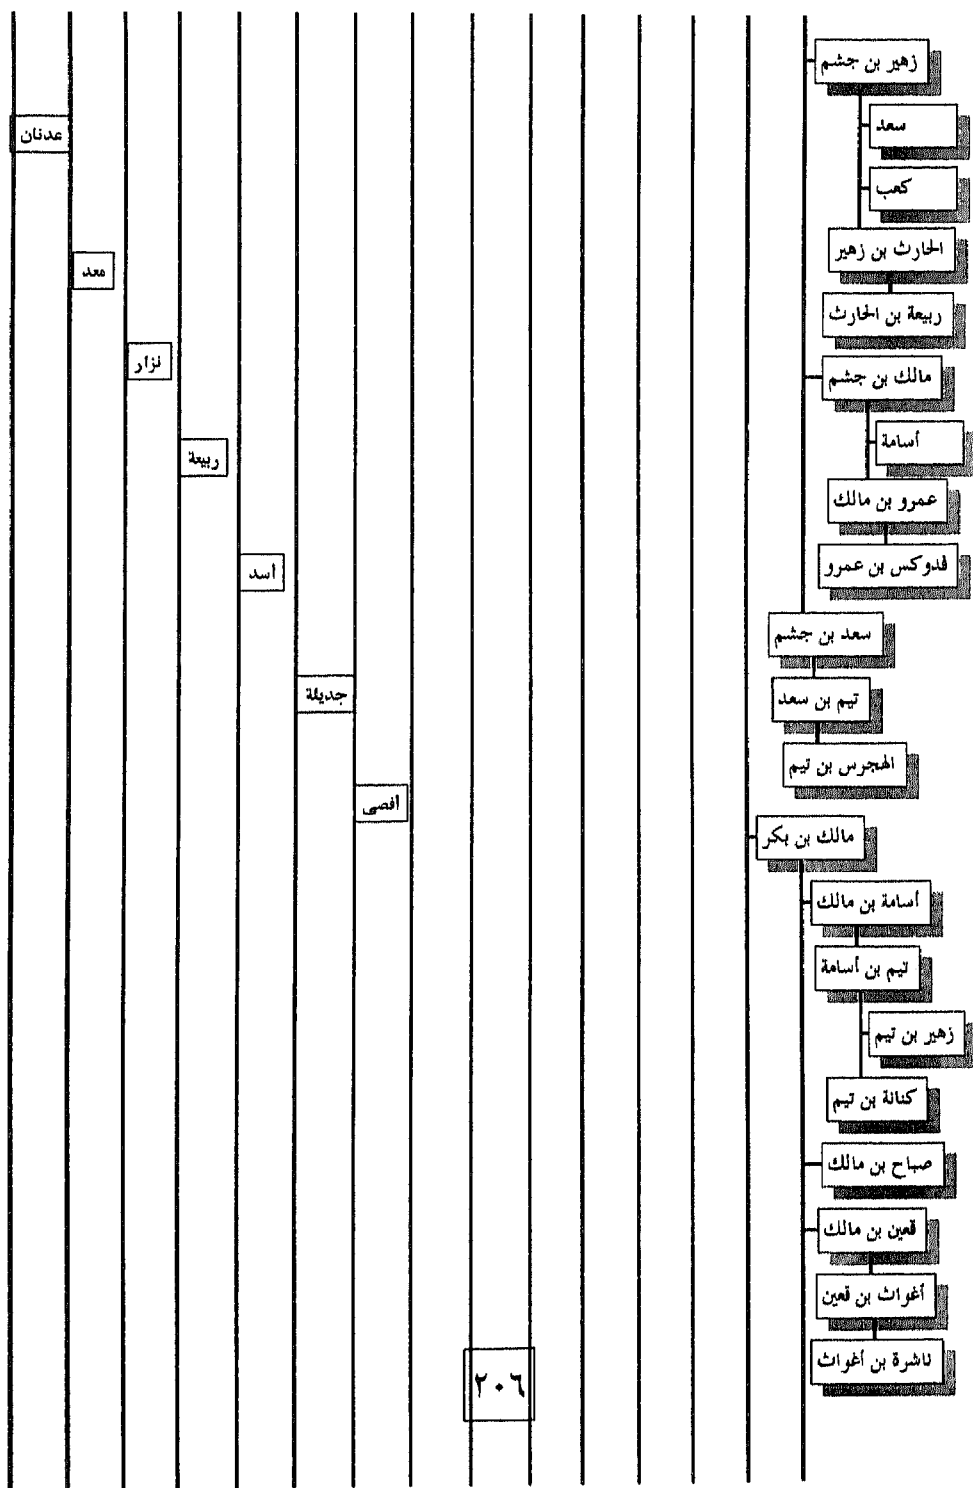 زهير بن جشم
سعد
كعب
الحارث بن زهير
ربيعة بن الحارث
مالك بن جشم
أسامة
عمرو بن مالك
فدوكس بن عمرو
سعد بن جشم
تيم بن سعد
الهجرس بن تيم
مالك بن بكر
أسامة بن مالك
تيم بن أسامة
زهير بن تيم
كنانة بن تيم
صباح بن مالك
قعين بن مالك
أغواث بن قعين
ناشرة بن أغواث
عدنان
معد
نزار
ربيعة
أسد
جديلة
افصى
٢٠٦